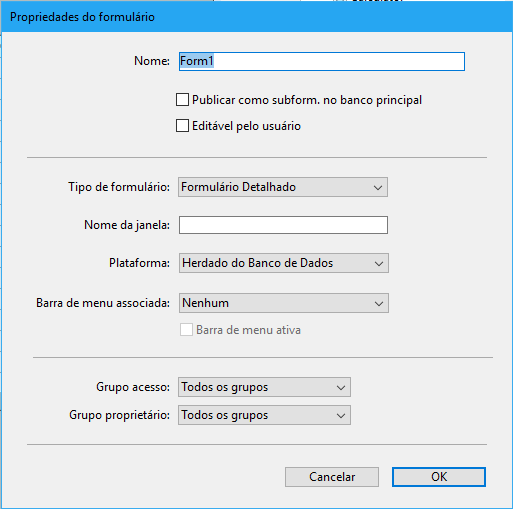 Propriedades do formulário
Nome: Form1
Publicar como subform. no banco principal
Editável pelo usuário
Tipo de formulário: Formulário Detalhado
Nome da janela:
Plataforma: Herdado do Banco de Dados
Barra de menu associada: Nenhum
Barra de menu ativa
Grupo acesso: Todos os grupos
Grupo proprietário: Todos os grupos
Cancelar OK